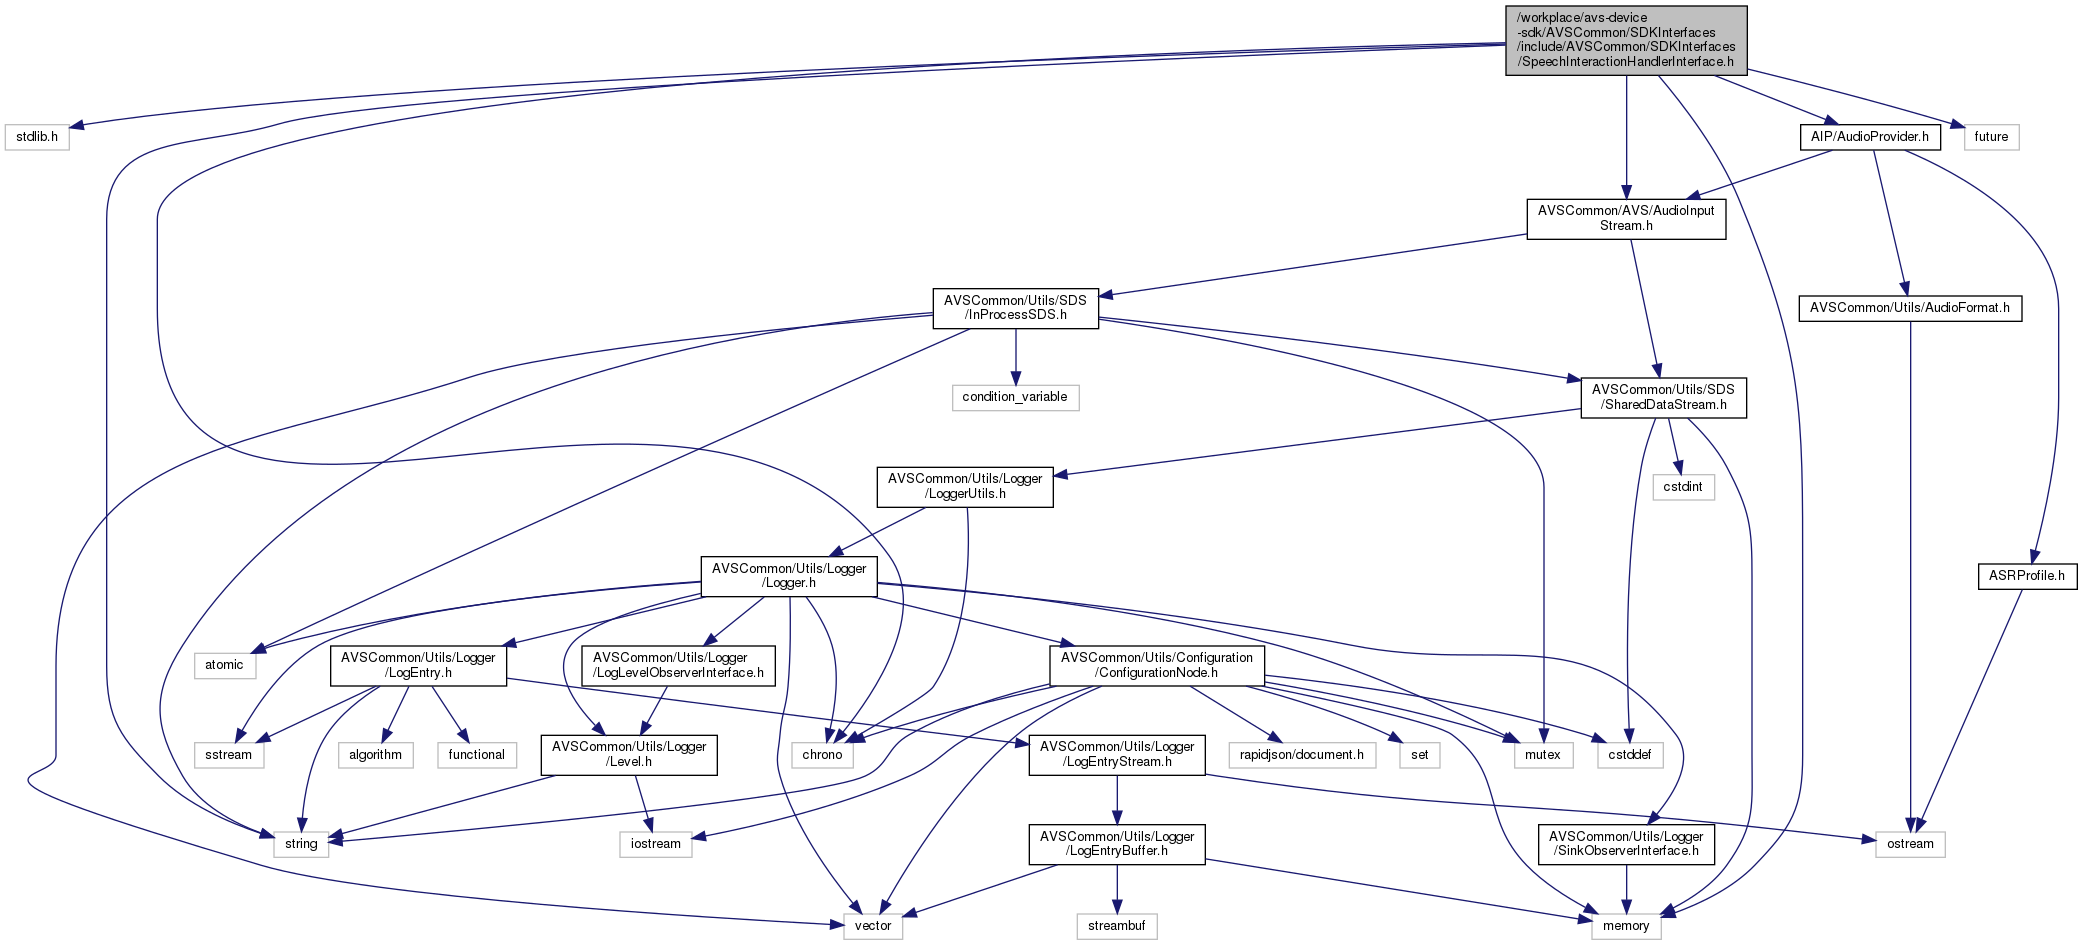 /workplace/avs-device
-sdk/AVSCommon/SDKInterfaces
/include/AVSCommon/SDKInterfaces
/SpeechInteractionHandlerInterface.h
stdlib.h
AIP/AudioProvider.h
future
AVSCommon/AVS/AudioInput
Stream.h
AVSCommon/Utils/SDS
/InProcessSDS.h
AVSCommon/Utils/AudioFormat.h
condition_variable
AVSCommon/Utils/SDS
/SharedDataStream.h
AVSCommon/Utils/Logger
/LoggerUtils.h
cstdint
AVSCommon/Utils/Logger
/Logger.h
ASRProfile.h
atomic
AVSCommon/Utils/Logger
/LogEntry.h
AVSCommon/Utils/Logger
/LogLevelObserverInterface.h
AVSCommon/Utils/Configuration
/ConfigurationNode.h
sstream
algorithm
functional
AVSCommon/Utils/Logger
/Level.h
chrono
AVSCommon/Utils/Logger
/LogEntryStream.h
rapidjson/document.h
set
mutex
cstddef
string
iostream
AVSCommon/Utils/Logger
/LogEntryBuffer.h
AVSCommon/Utils/Logger
/SinkObserverInterface.h
ostream
vector
streambuf
memory